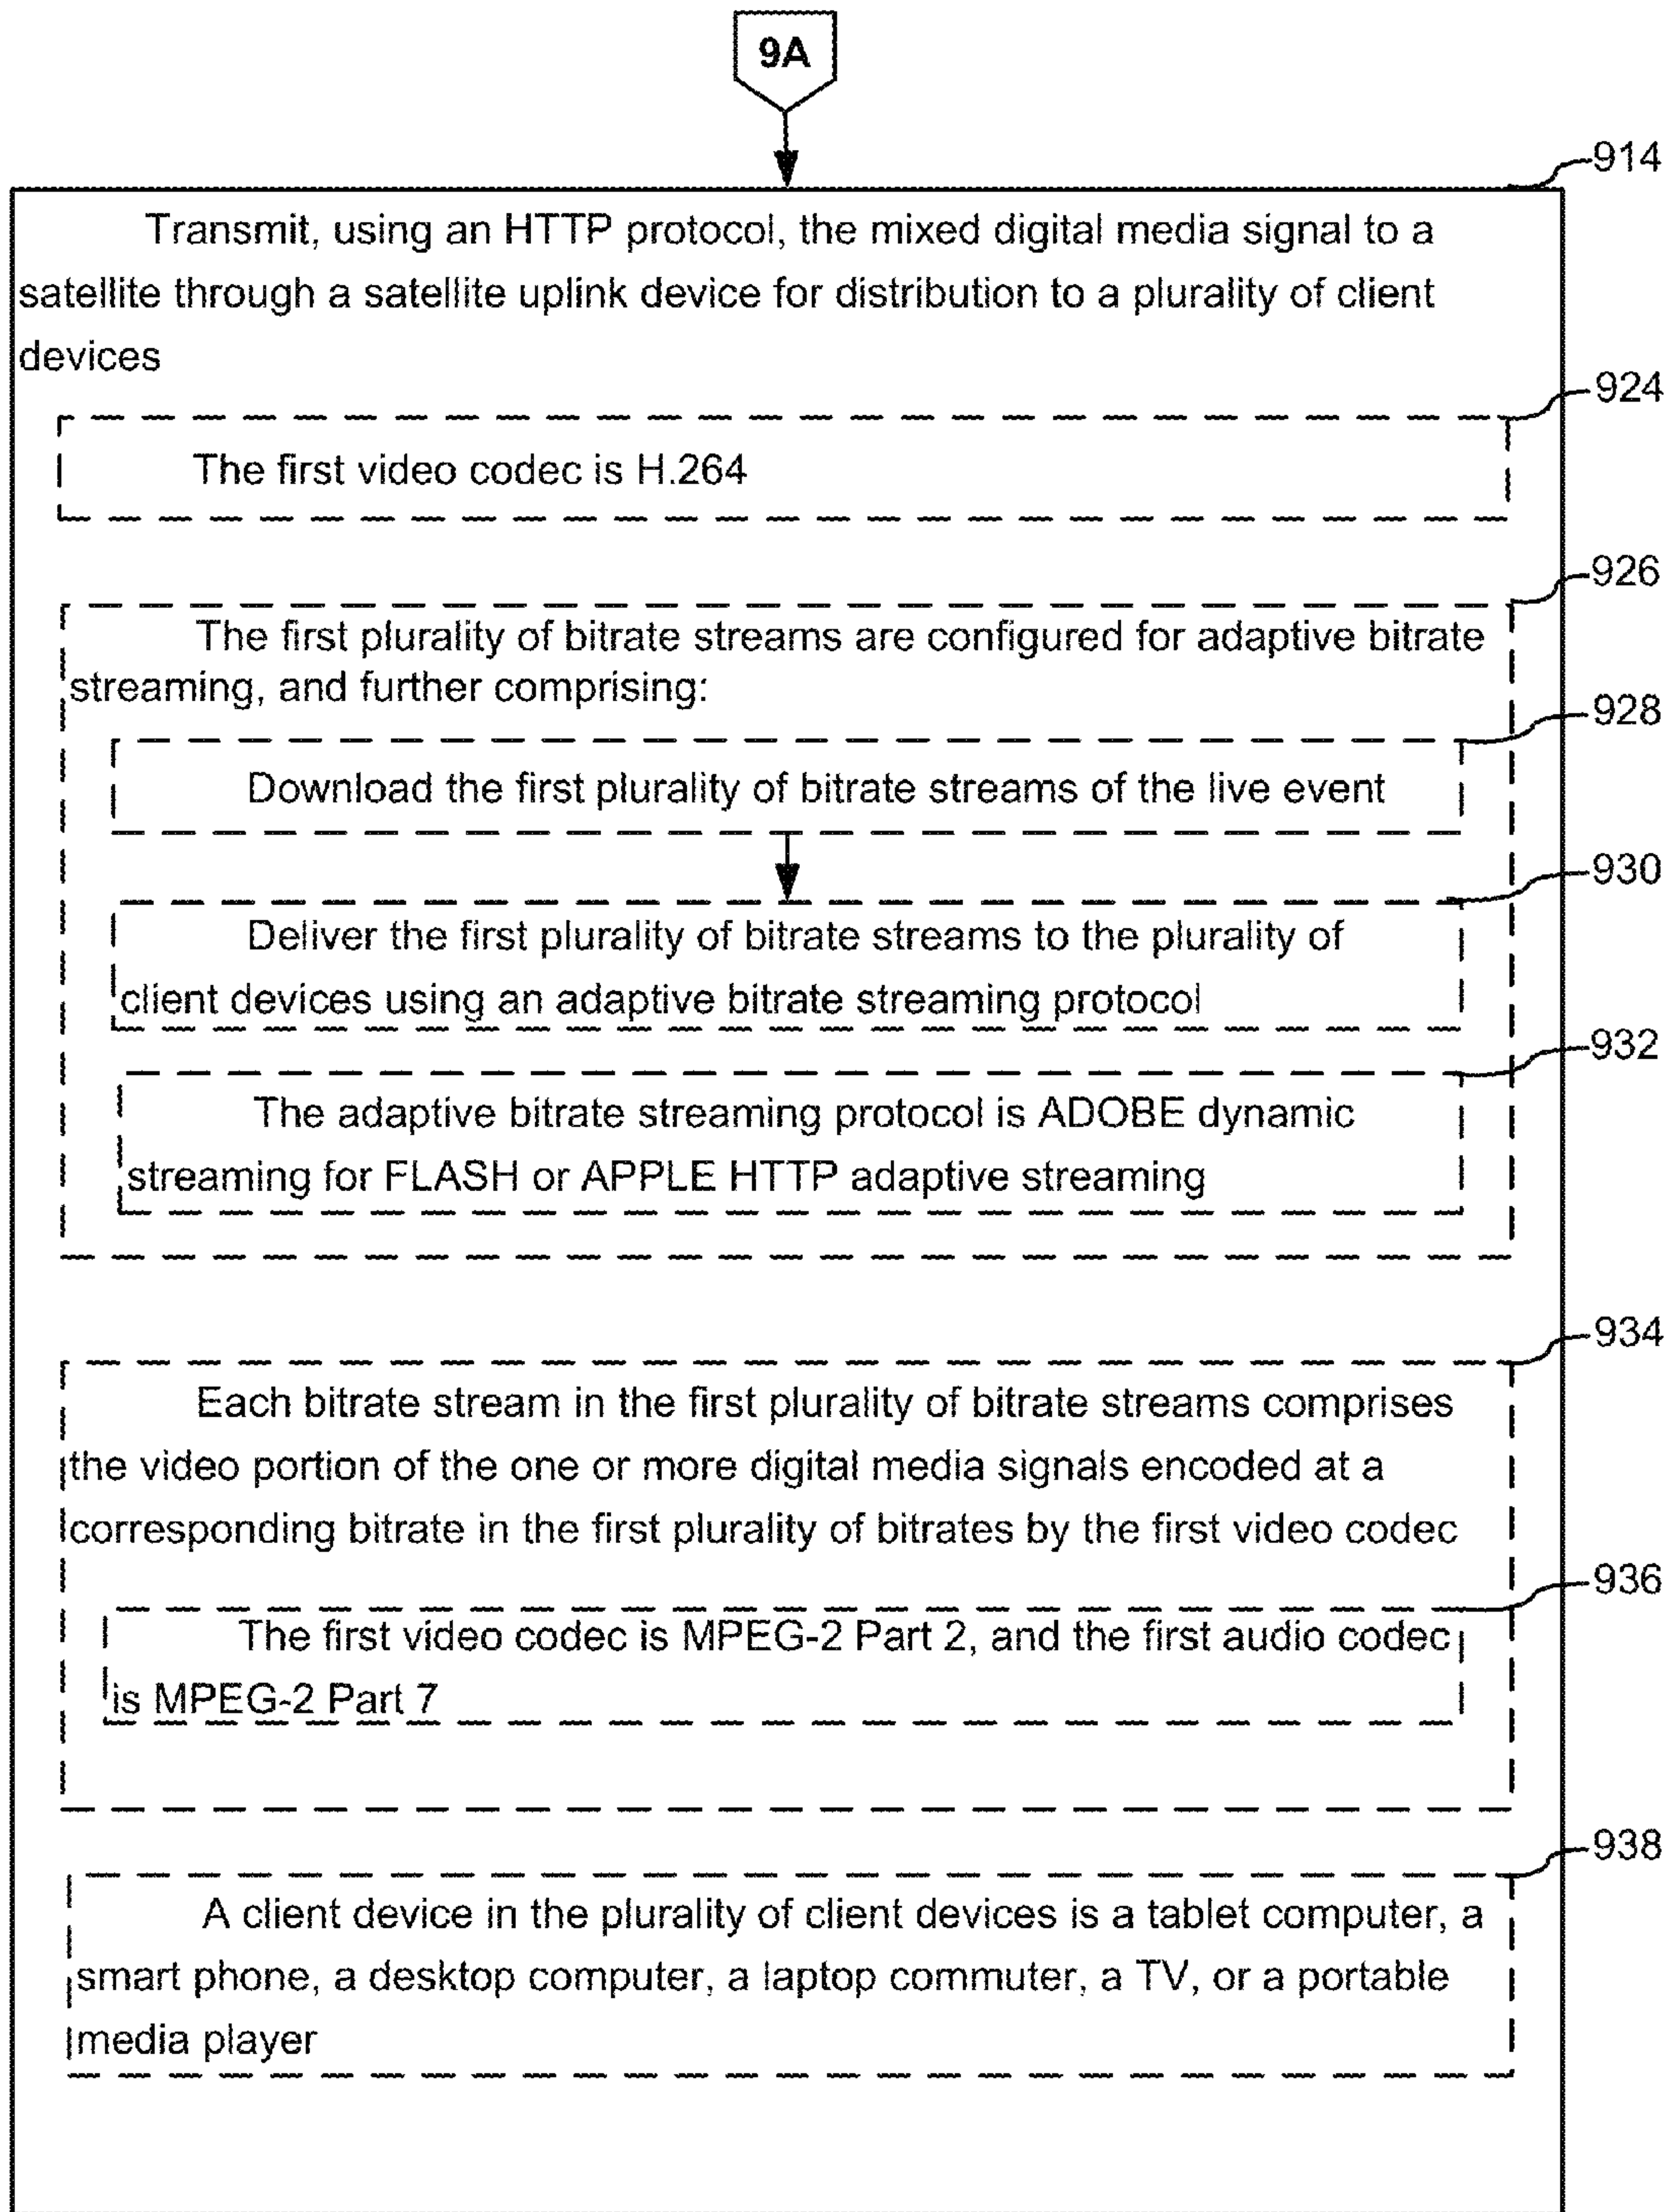 9A
914
Transmit, using an HTTP protocol, the mixed digital media signal to a
satellite through a satellite uplink device for distribution to a plurality of client
devices
924
The first video codec is H.264
926
The first plurality of bitrate streams are configured for adaptive bitrate
streaming, and further comprising:
928
Download the first plurality of bitrate streams of the live event
930
Deliver the first plurality of bitrate streams to the plurality of
client devices using an adaptive bitrate streaming protocol
932
The adaptive bitrate streaming protocol is ADOBE dynamic
streaming for FLASH or APPLE HTTP adaptive streaming
934
Each bitrate stream in the first plurality of bitrate streams comprises
the video portion of the one or more digital media signals encoded at a
corresponding bitrate in the first plurality of bitrates by the first video codec
936
The first video codec is MPEG-2 Part 2, and the first audio codec
is MPEG-2 Part 7
938
A client device in the plurality of client devices is a tablet computer, a
smart phone, a desktop computer, a laptop commuter, a TV, or a portable
media player